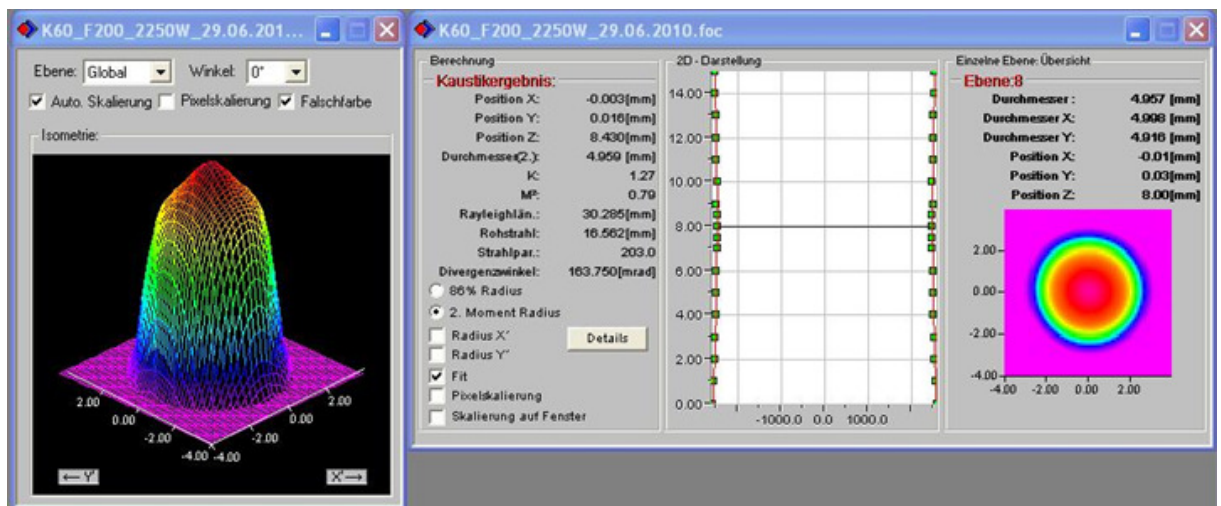 K60_F200_2250W_29.06.201...
Ebene: Global Winkel: 0°
Auto. Skalierung Pixelskalierung Falschfarbe
Isometrie:
2.00 2.00
0.00 0.00
-2.00 -2.00
-4.00 -4.00
← Y' X' →
K60_F200_2250W_29.06.2010.foc
Berechnung
Kaustikergebnis:
Position X: -0.003[mm]
Position Y: 0.016[mm]
Position Z: 8.430[mm]
Durchmesser(2.): 4.959 [mm]
K: 1.27
M²: 0.79
Rayleighlän.: 30.285[mm]
Rohstrahl: 16.562[mm]
Strahlpar.: 203.0
Divergenzwinkel: 163.750[mrad]
86% Radius
2. Moment Radius
Radius X'
Radius Y'
Details
Fit
Pixelskalierung
Skalierung auf Fenster
2D - Darstellung
14.00
12.00
10.00
8.00
6.00
4.00
2.00
0.00
-1000.0 0.0 1000.0
Einzelne Ebene: Übersicht
Ebene:8
Durchmesser : 4.957 [mm]
Durchmesser X: 4.998 [mm]
Durchmesser Y: 4.916 [mm]
Position X: -0.01[mm]
Position Y: 0.03[mm]
Position Z: 8.00[mm]
2.00
0.00
-2.00
-4.00
-4.00 -2.00 0.00 2.00